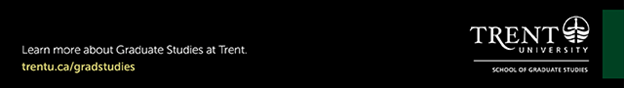 Learn more about Graduate Studies at Trent.
trentu.ca/gradstudies
TRENT
UNIVERSITY
SCHOOL OF GRADUATE STUDIES